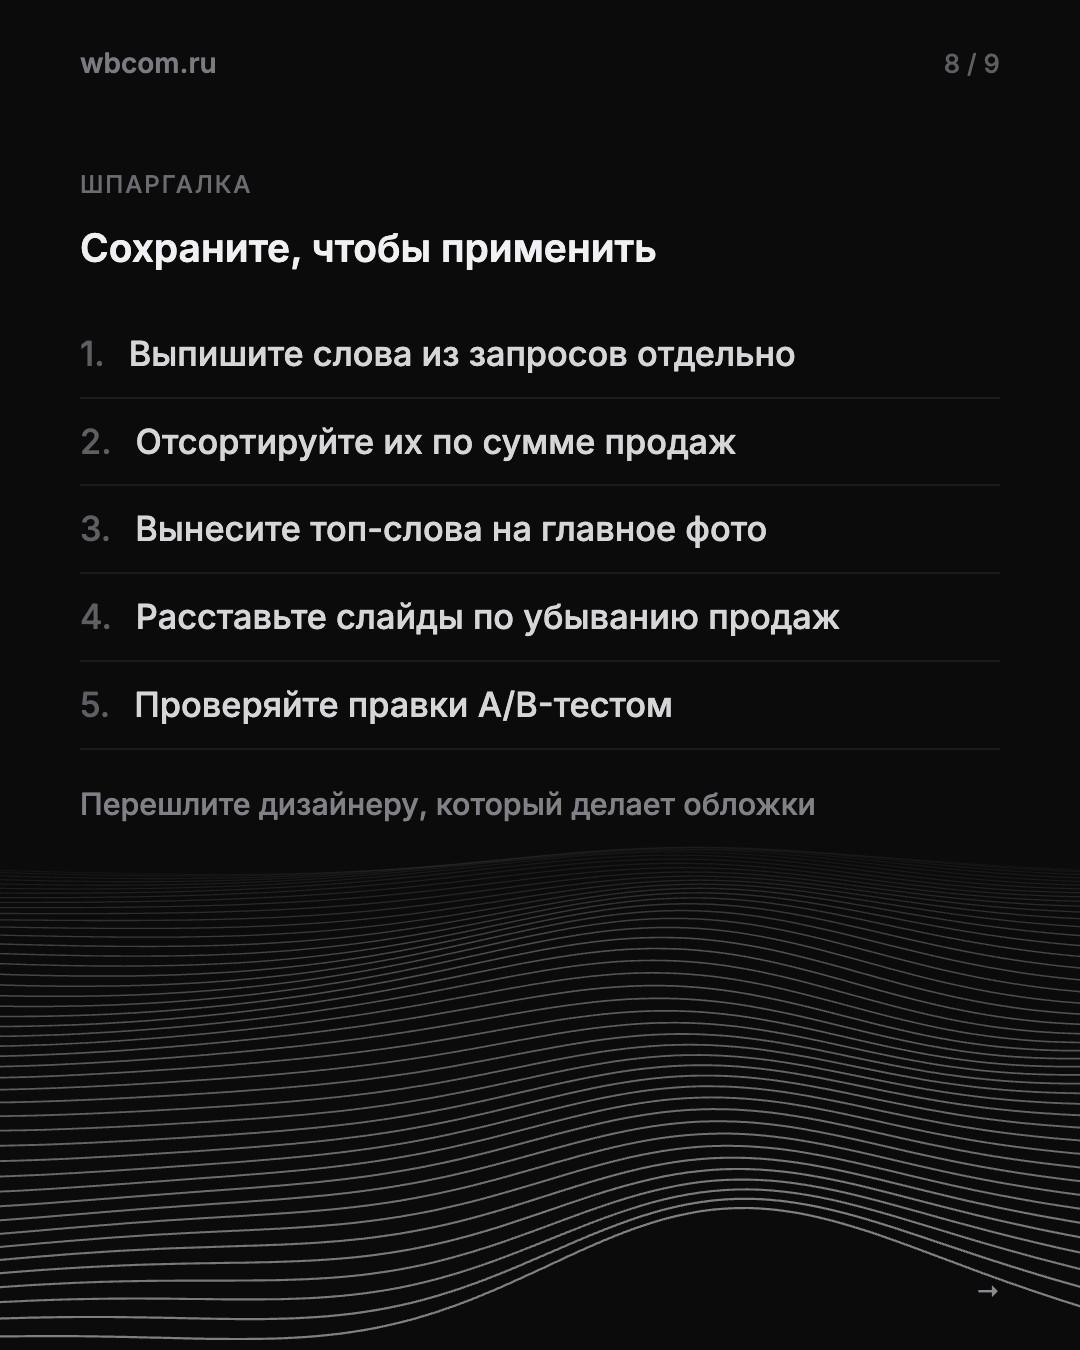 wbcom.ru
8 / 9
ШПАРГАЛКА
Сохраните, чтобы применить
1. Выпишите слова из запросов отдельно
2. Отсортируйте их по сумме продаж
3. Вынесите топ-слова на главное фото
4. Расставьте слайды по убыванию продаж
5. Проверяйте правки A/B-тестом
Перешлите дизайнеру, который делает обложки
→